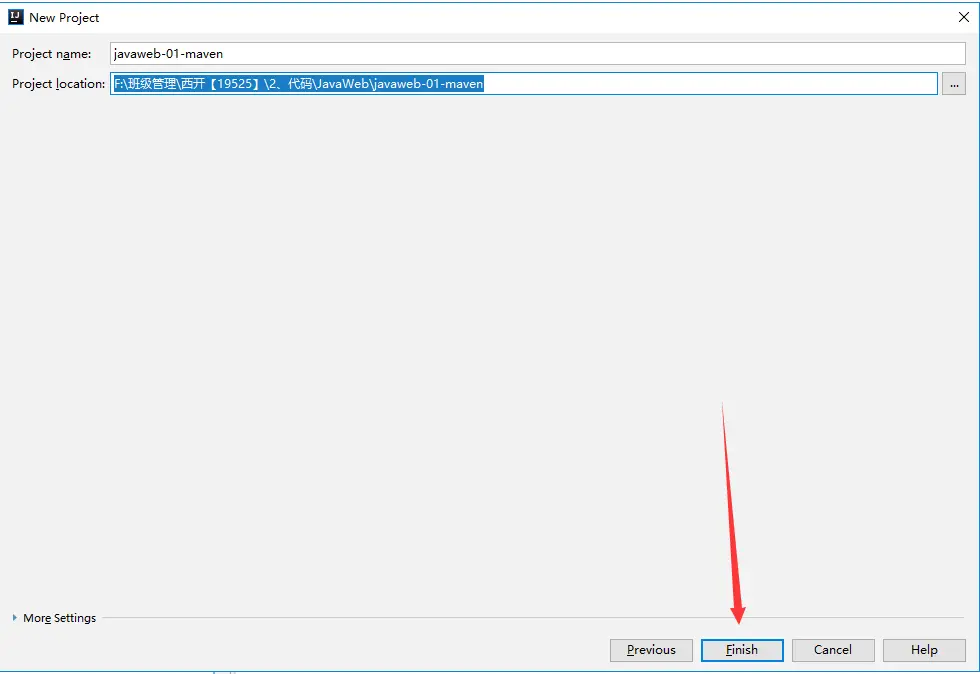 New Project
Project name: javaweb-01-maven
Project location: F:\班级管理\西开【19525】\2、代码\JavaWeb\javaweb-01-maven ...
More Settings
Previous Finish Cancel Help